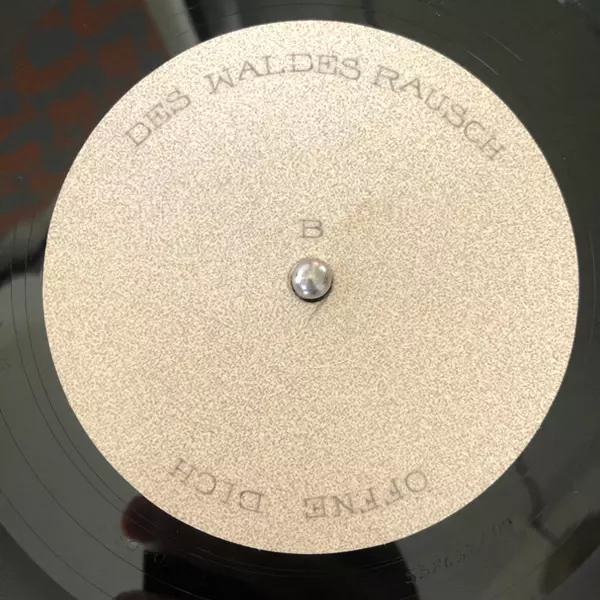 DES WALDES RAUSCH
B
OFFNE DICH